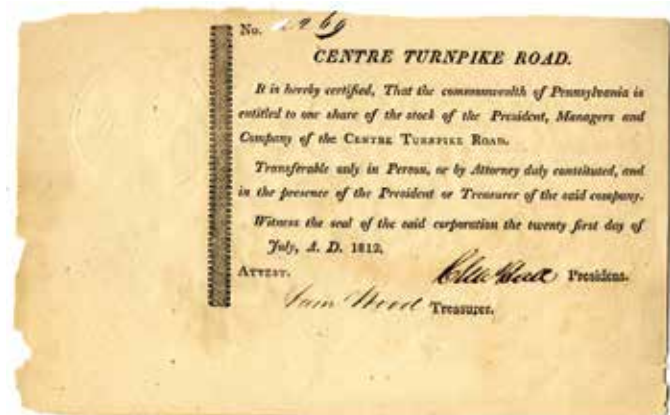 No.
CENTRE TURNPIKE ROAD.
It is hereby certified, That the commonwealth of Pennsylvania is
entitled to one share of the stock of the President, Managers and
Company of the CENTRE TURNPIKE ROAD.
Transferable only in Person, or by Attorney duly constituted, and
in the presence of the President or Treasurer of the said company.
Witness the seal of the said corporation the twenty first day of
July, A. D. 1812.
ATTEST. President.
Sam Wood Treasurer.